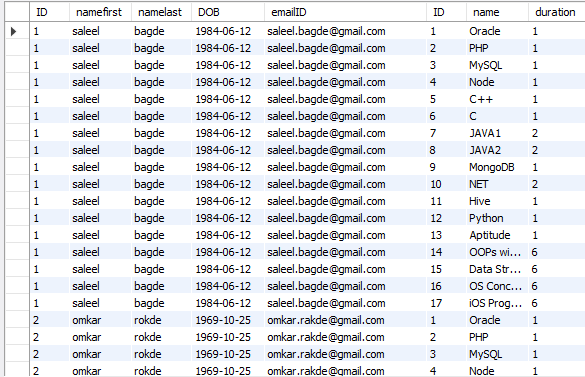 ID namefirst namelast DOB emailID ID name duration
1 saleel bagde 1984-06-12 saleel.bagde@gmail.com 1 Oracle 1
1 saleel bagde 1984-06-12 saleel.bagde@gmail.com 2 PHP 1
1 saleel bagde 1984-06-12 saleel.bagde@gmail.com 3 MySQL 1
1 saleel bagde 1984-06-12 saleel.bagde@gmail.com 4 Node 1
1 saleel bagde 1984-06-12 saleel.bagde@gmail.com 5 C++ 1
1 saleel bagde 1984-06-12 saleel.bagde@gmail.com 6 C 1
1 saleel bagde 1984-06-12 saleel.bagde@gmail.com 7 JAVA1 2
1 saleel bagde 1984-06-12 saleel.bagde@gmail.com 8 JAVA2 2
1 saleel bagde 1984-06-12 saleel.bagde@gmail.com 9 MongoDB 1
1 saleel bagde 1984-06-12 saleel.bagde@gmail.com 10 NET 2
1 saleel bagde 1984-06-12 saleel.bagde@gmail.com 11 Hive 1
1 saleel bagde 1984-06-12 saleel.bagde@gmail.com 12 Python 1
1 saleel bagde 1984-06-12 saleel.bagde@gmail.com 13 Aptitude 1
1 saleel bagde 1984-06-12 saleel.bagde@gmail.com 14 OOPs wi... 6
1 saleel bagde 1984-06-12 saleel.bagde@gmail.com 15 Data Str... 6
1 saleel bagde 1984-06-12 saleel.bagde@gmail.com 16 OS Conc... 6
1 saleel bagde 1984-06-12 saleel.bagde@gmail.com 17 iOS Prog... 6
2 omkar rokde 1969-10-25 omkar.rakde@gmail.com 1 Oracle 1
2 omkar rokde 1969-10-25 omkar.rakde@gmail.com 2 PHP 1
2 omkar rokde 1969-10-25 omkar.rakde@gmail.com 3 MySQL 1
2 omkar rokde 1969-10-25 omkar.rakde@gmail.com 4 Node 1